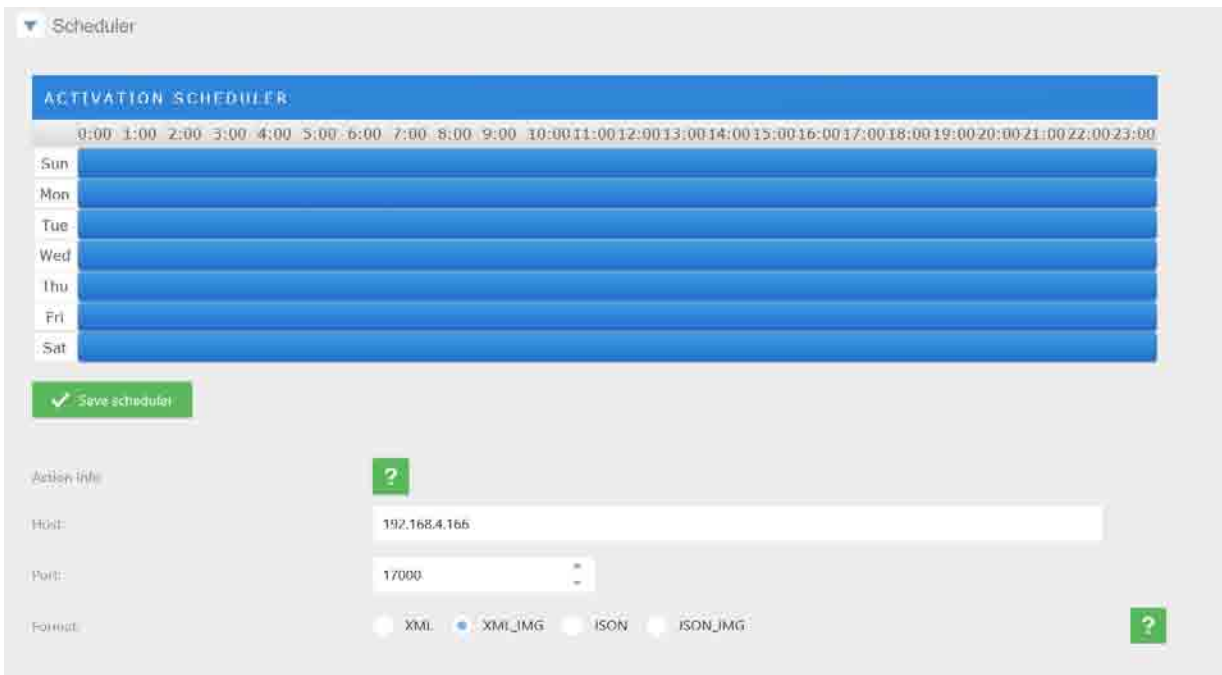 Scheduler
ACTIVATION SCHEDULER
0:00 1:00 2:00 3:00 4:00 5:00 6:00 7:00 8:00 9:00 10:00 11:00 12:00 13:00 14:00 15:00 16:00 17:00 18:00 19:00 20:00 21:00 22:00 23:00
Sun
Mon
Tue
Wed
Thu
Fri
Sat
Save scheduler
Action info ?
Host: 192.168.4.166
Port: 17000
Format: XML XML_IMG JSON JSON_IMG ?